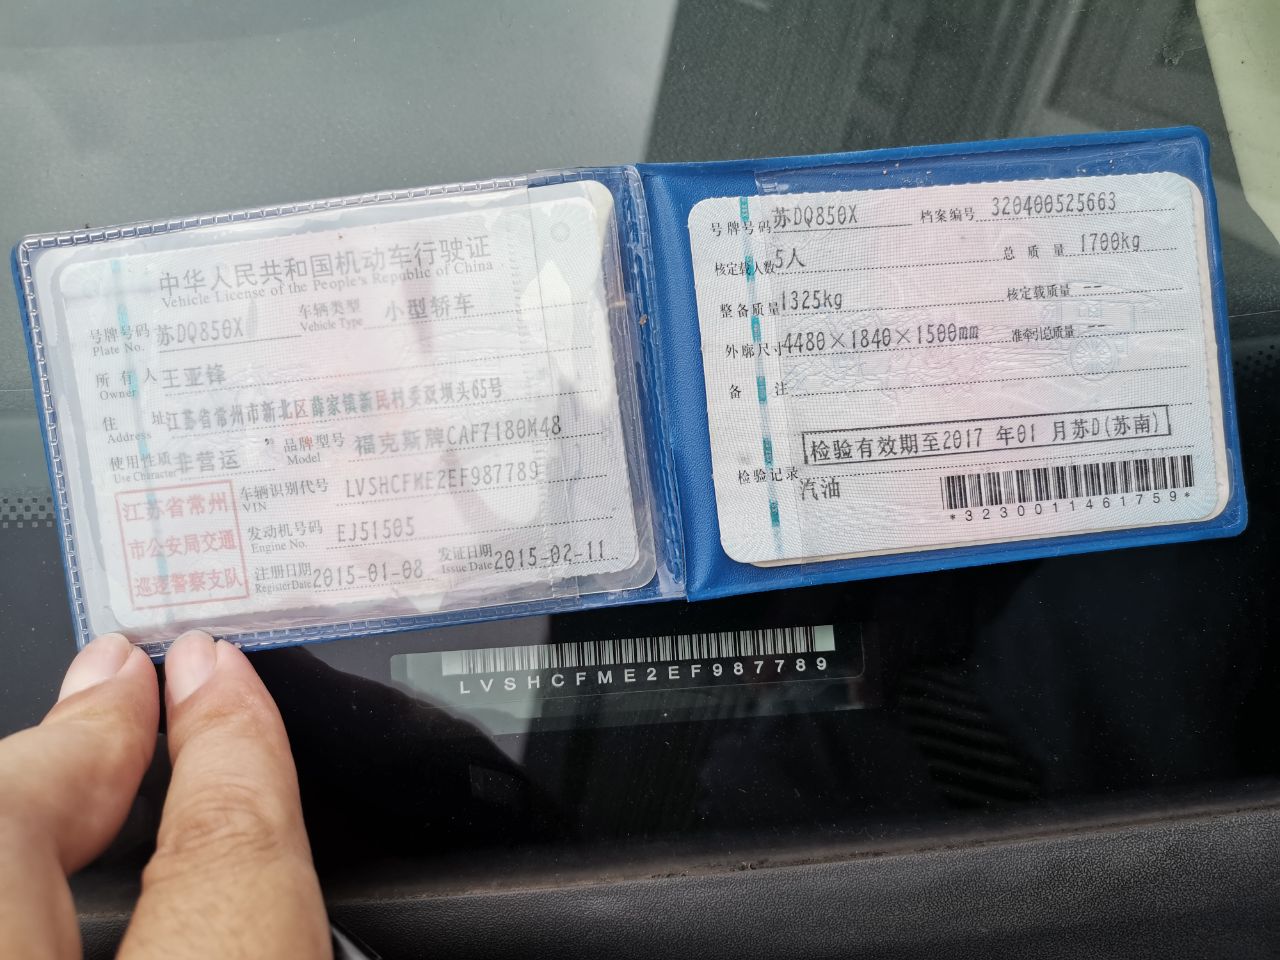 中华人民共和国机动车行驶证
Vehicle License of the People's Republic of China
号牌号码 苏DQ850X 车辆类型 小型轿车
Plate No. Vehicle Type
所有人 王亚锋
Owner
住址 江苏省常州市新北区薛家镇新民村委双坝头65号
Address
使用性质 非营运 品牌型号 福克斯牌CAF7180M48
Use Character Model
车辆识别代号 LVSHCFME2EF987789
VIN
发动机号码 EJ51505
Engine No.
注册日期 2015-01-08 发证日期 2015-02-11
Register Date Issue Date
江苏省常州
市公安局交通
巡逻警察支队
号牌号码 苏DQ850X 档案编号 320400525663
核定载人数 5人 总质量 1700kg
整备质量 1325kg 核定载质量 --
外廓尺寸 4480×1840×1500mm 准牵引总质量 --
备注
检验有效期至2017 年01 月苏D(苏南)
检验记录
汽油
*3230011461759*
LVSHCFME2EF987789